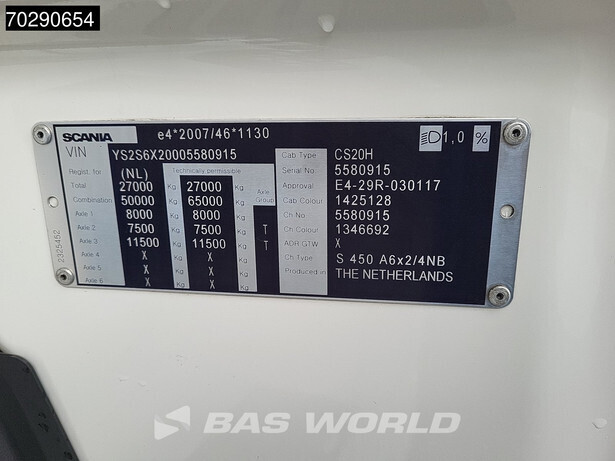 70290654
SCANIA e4*2007/46*1130 1,0 %
VIN YS2S6X20005580915 Cab Type CS20H
Regist. for (NL) Technically permissible Serial No. 5580915
Total 27000 Kg 27000 Kg Axle Group Approval E4-29R-030117
Combination 50000 Kg 65000 Kg Cab Colour 1425128
Axle 1 8000 Kg 8000 Kg Ch No 5580915
Axle 2 7500 Kg 7500 Kg T Ch Colour 1346692
Axle 3 11500 Kg 11500 Kg T ADR GTW X
Axle 4 X Kg X Kg Ch Type S 450 A6x2/4NB
Axle 5 X Kg X Kg Produced in THE NETHERLANDS
Axle 6 X Kg X Kg
2325452
BAS WORLD